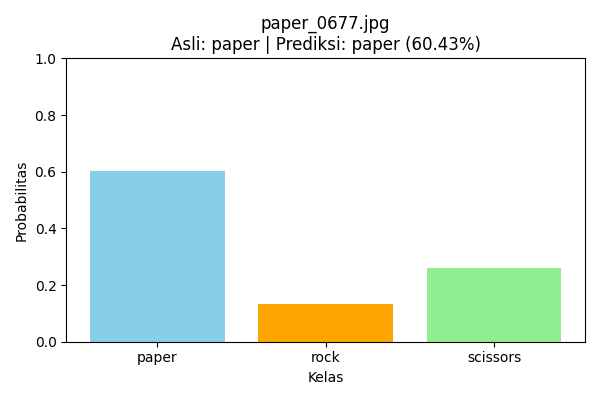 paper_0677.jpg
Asli: paper | Prediksi: paper (60.43%)
1.0
0.8
0.6
0.4
0.2
0.0
Probabilitas
paper rock scissors
Kelas